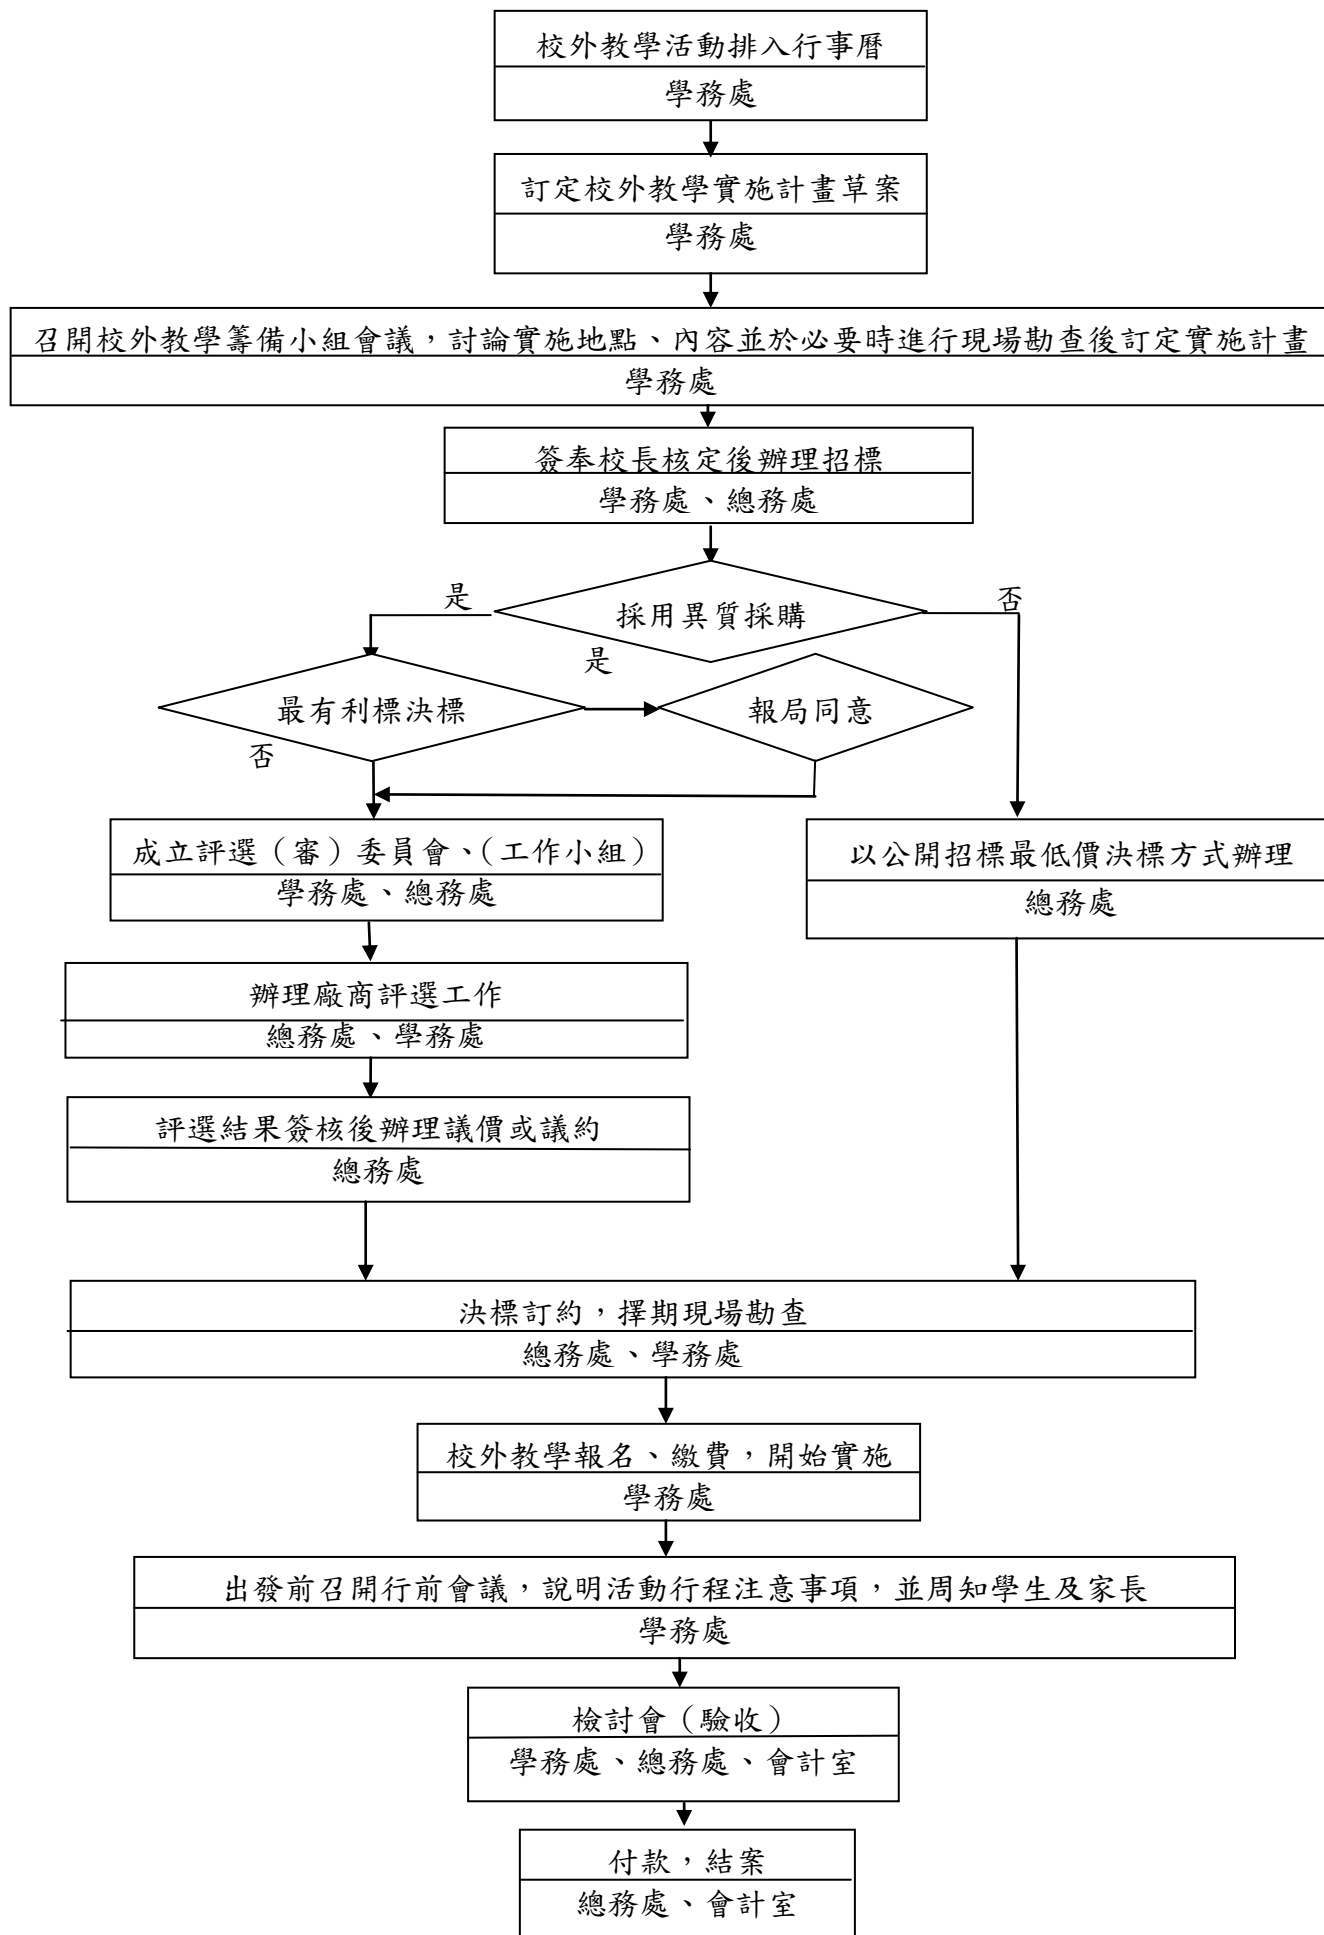 校外教學活動排入行事曆
學務處
訂定校外教學實施計畫草案
學務處
召開校外教學籌備小組會議，討論實施地點、內容並於必要時進行現場勘查後訂定實施計畫
學務處
簽奉校長核定後辦理招標
學務處、總務處
是
採用異質採購
否
是
最有利標決標
報局同意
否
成立評選（審）委員會、（工作小組）
學務處、總務處
以公開招標最低價決標方式辦理
總務處
辦理廠商評選工作
總務處、學務處
評選結果簽核後辦理議價或議約
總務處
決標訂約，擇期現場勘查
總務處、學務處
校外教學報名、繳費，開始實施
學務處
出發前召開行前會議，說明活動行程注意事項，並周知學生及家長
學務處
檢討會（驗收）
學務處、總務處、會計室
付款，結案
總務處、會計室